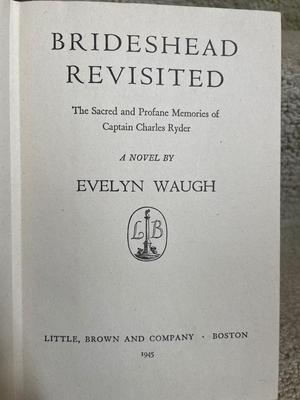 BRIDESHEAD
REVISITED
The Sacred and Profane Memories of
Captain Charles Ryder
A NOVEL BY
EVELYN WAUGH
L B
LITTLE, BROWN AND COMPANY · BOSTON
1945